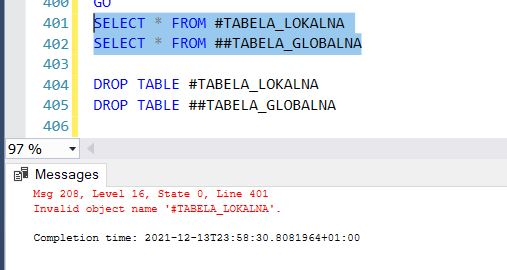 400 GO
401 SELECT * FROM #TABELA_LOKALNA
402 SELECT * FROM ##TABELA_GLOBALNA
403
404 DROP TABLE #TABELA_LOKALNA
405 DROP TABLE ##TABELA_GLOBALNA
406
97 %
Messages
Msg 208, Level 16, State 0, Line 401
Invalid object name '#TABELA_LOKALNA'.
Completion time: 2021-12-13T23:58:30.8081964+01:00